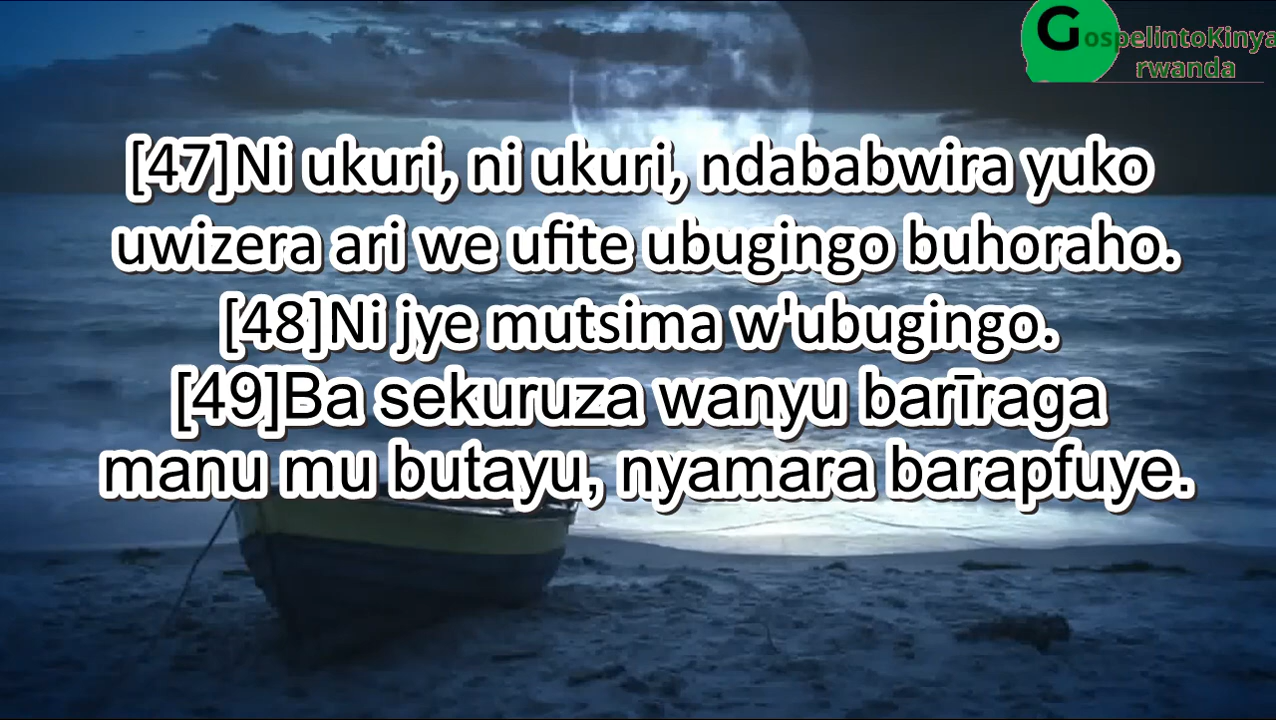 GospelintoKinya
rwanda
[47]Ni ukuri, ni ukuri, ndababwira yuko
uwizera ari we ufite ubugingo buhoraho.
[48]Ni jye mutsima w'ubugingo.
[49]Ba sekuruza wanyu barīraga
manu mu butayu, nyamara barapfuye.